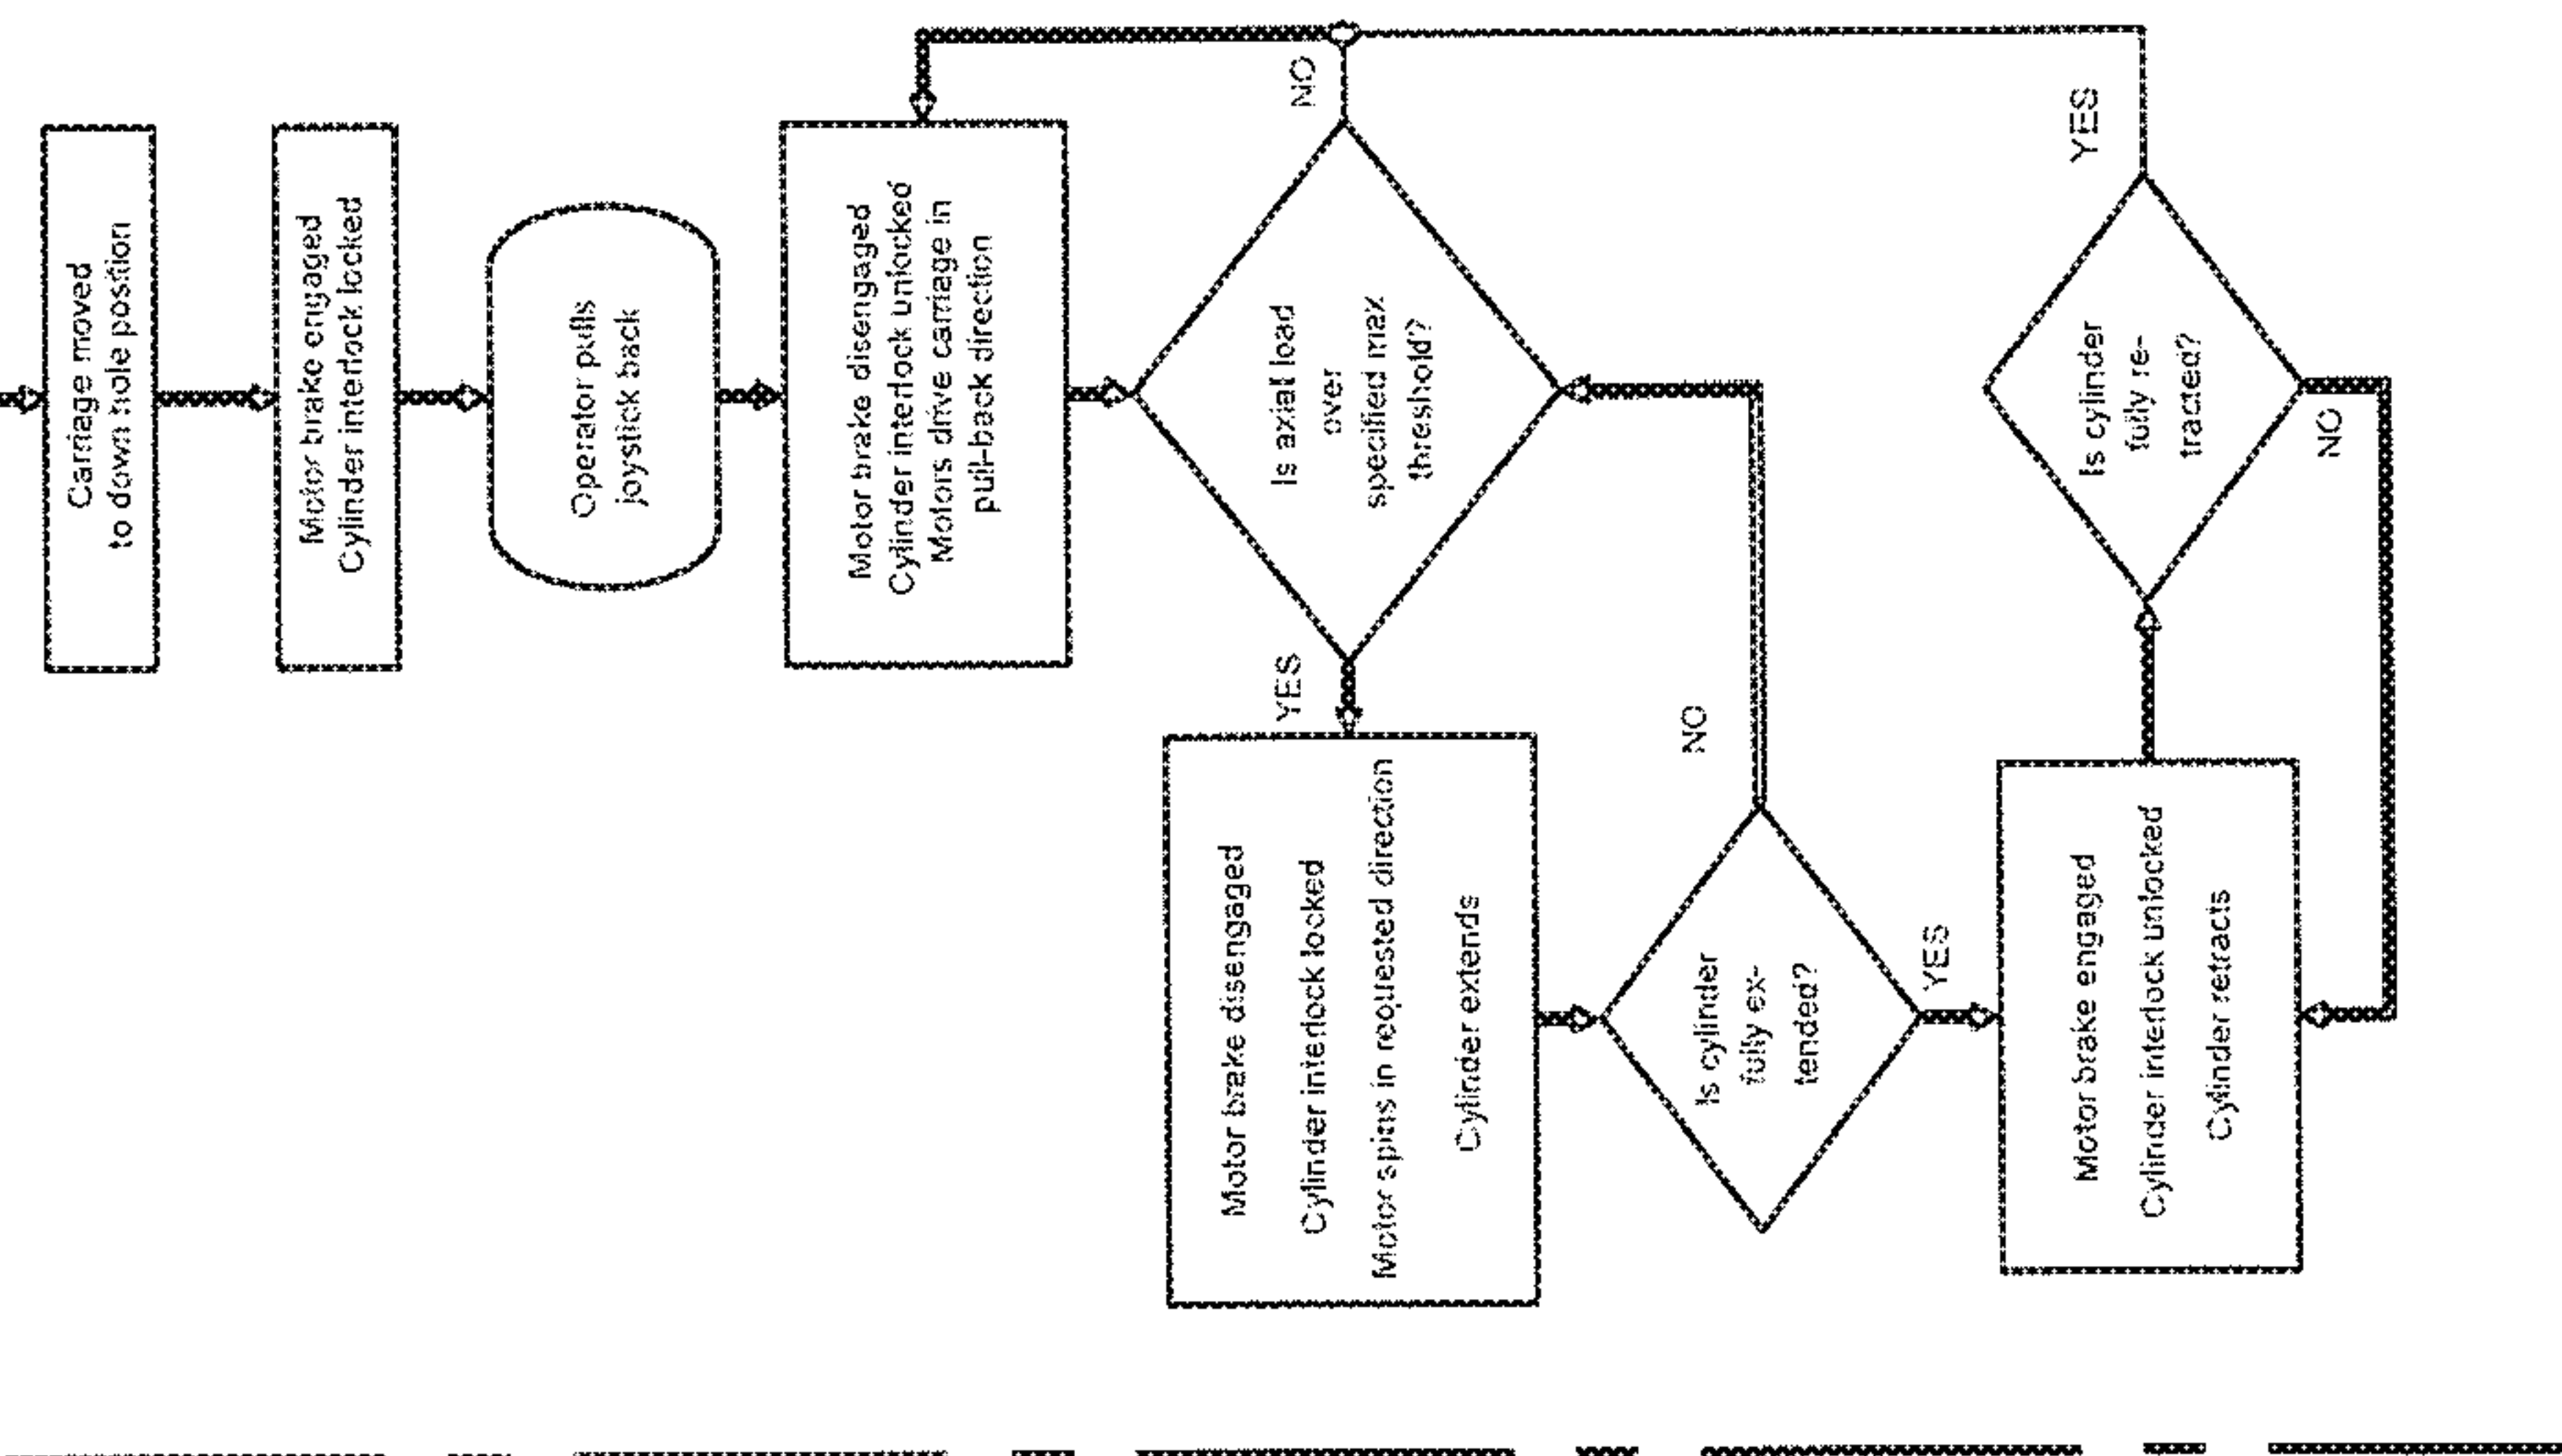 Carriage moved
to down hole position
Motor brake engaged
Cylinder interlock locked
Operator pulls
joystick back
Motor brake disengaged
Cylinder interlock unlocked
Motors drive carriage in
pull-back direction
Is axial load
over
specified max
threshold?
NO
YES
Motor brake disengaged
Cylinder interlock locked
Motor spins in requested direction
Cylinder extends
Is cylinder
fully ex-
tended?
NO
YES
Motor brake engaged
Cylinder interlock unlocked
Cylinder retracts
Is cylinder
fully re-
tracted?
YES
NO